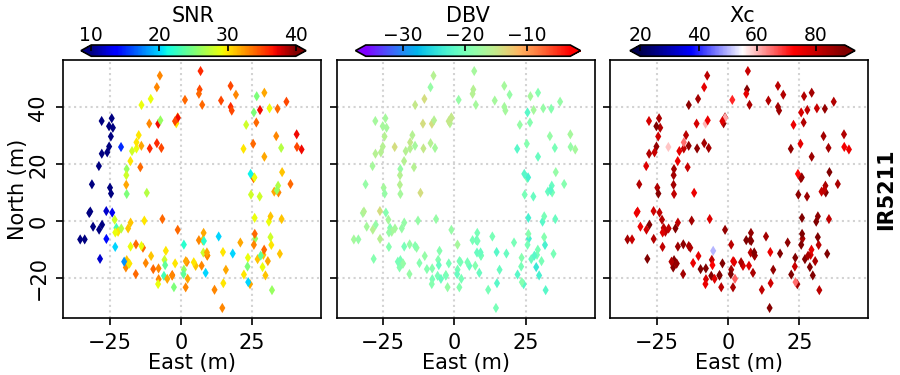 SNR DBV Xc
10 20 30 40 −30 −20 −10 20 40 60 80
North (m)
40
20
0
−20
−25 0 25 −25 0 25 −25 0 25
East (m) East (m) East (m)
IR5211